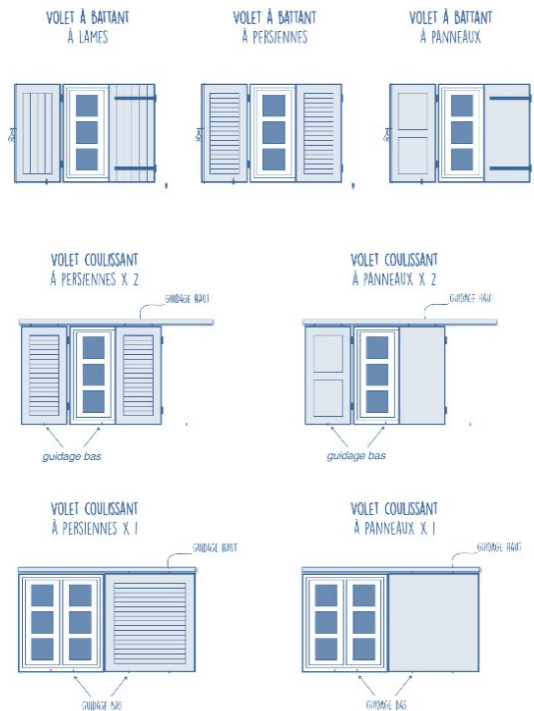 VOLET À BATTANT
À LAMES
VOLET À BATTANT
À PERSIENNES
VOLET À BATTANT
À PANNEAUX
VOLET COULISSANT
À PERSIENNES X 2
GUIDAGE HAUT
guidage bas
VOLET COULISSANT
À PANNEAUX X 2
GUIDAGE HAUT
guidage bas
VOLET COULISSANT
À PERSIENNES X 1
GUIDAGE HAUT
GUIDAGE BAS
VOLET COULISSANT
À PANNEAUX X 1
GUIDAGE HAUT
GUIDAGE BAS